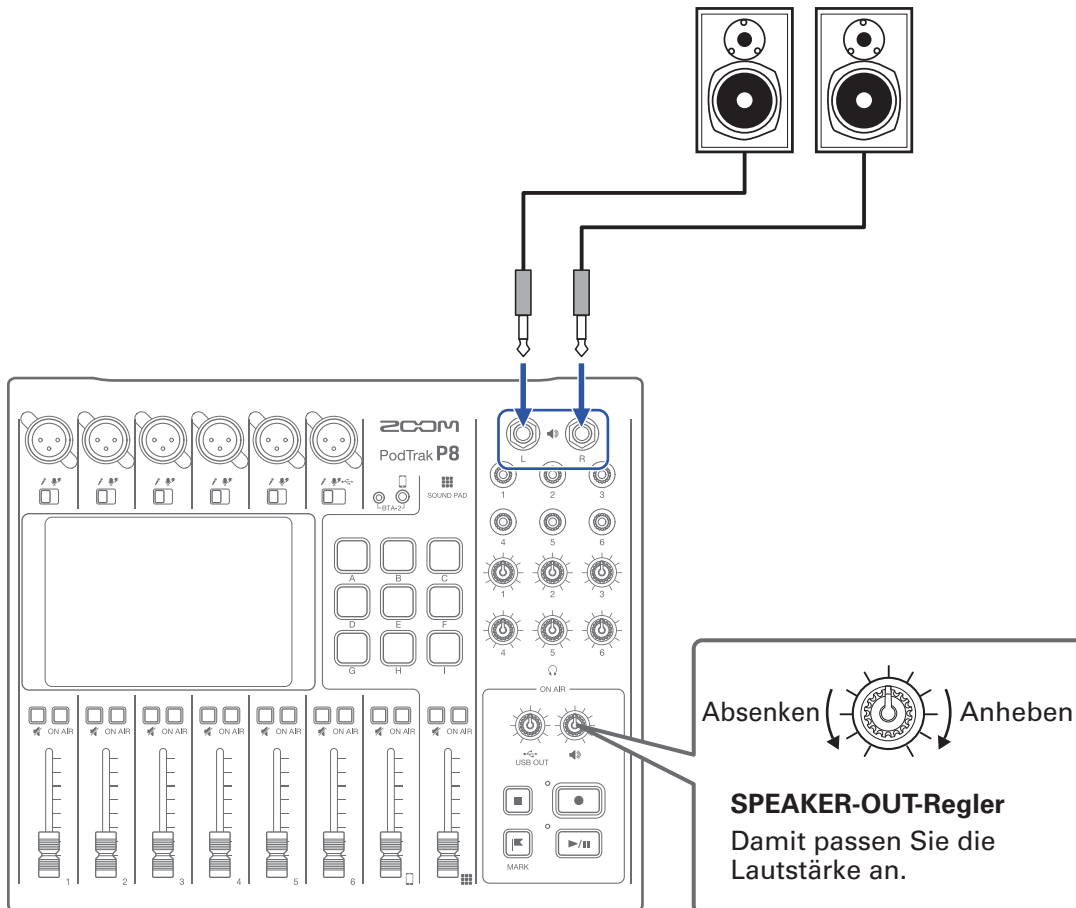 ZOOM
PodTrak P8
L R
SOUND PAD
BTA-2
1 2 3
4 5 6
A B C
D E F
G H I
1 2 3
4 5 6
ON AIR
ON AIR ON AIR ON AIR ON AIR ON AIR ON AIR ON AIR ON AIR
USB OUT
MARK
1 2 3 4 5 6
Absenken Anheben
SPEAKER-OUT-Regler
Damit passen Sie die
Lautstärke an.